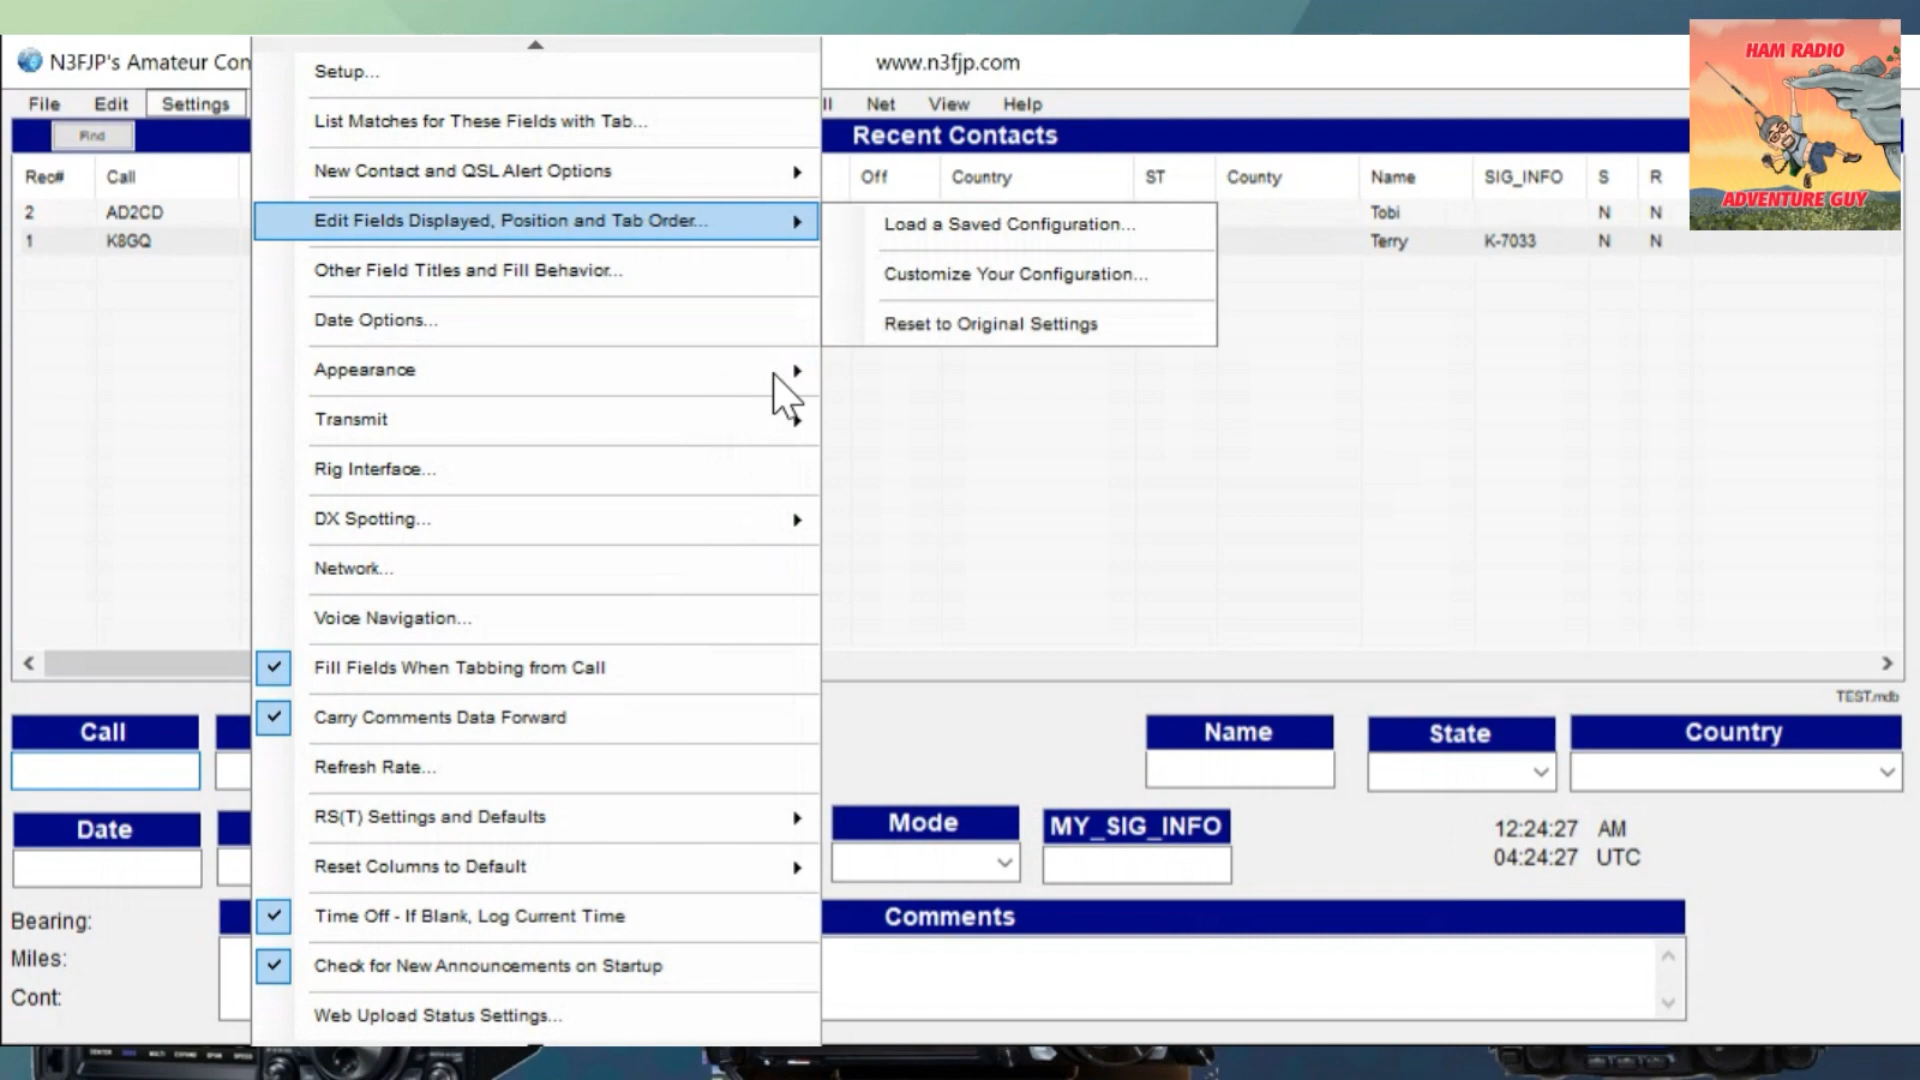 N3FJP's Amateur Con
www.n3fjp.com
HAM RADIO
ADVENTURE GUY
File Edit Settings
ll Net View Help
Find
Recent Contacts
Rec# Call
Off Country ST County Name SIG_INFO S R
2 AD2CD
Tobi N N
1 K8GQ
Terry K-7033 N N
Setup...
List Matches for These Fields with Tab...
New Contact and QSL Alert Options
Edit Fields Displayed, Position and Tab Order...
Other Field Titles and Fill Behavior...
Date Options...
Appearance
Transmit
Rig Interface...
DX Spotting...
Network...
Voice Navigation...
Fill Fields When Tabbing from Call
Carry Comments Data Forward
Refresh Rate...
RS(T) Settings and Defaults
Reset Columns to Default
Time Off - If Blank, Log Current Time
Check for New Announcements on Startup
Web Upload Status Settings...
Load a Saved Configuration...
Customize Your Configuration...
Reset to Original Settings
TEST.mdb
Call
Name State Country
Date
Mode MY_SIG_INFO
12:24:27 AM
04:24:27 UTC
Bearing:
Miles:
Cont:
Comments